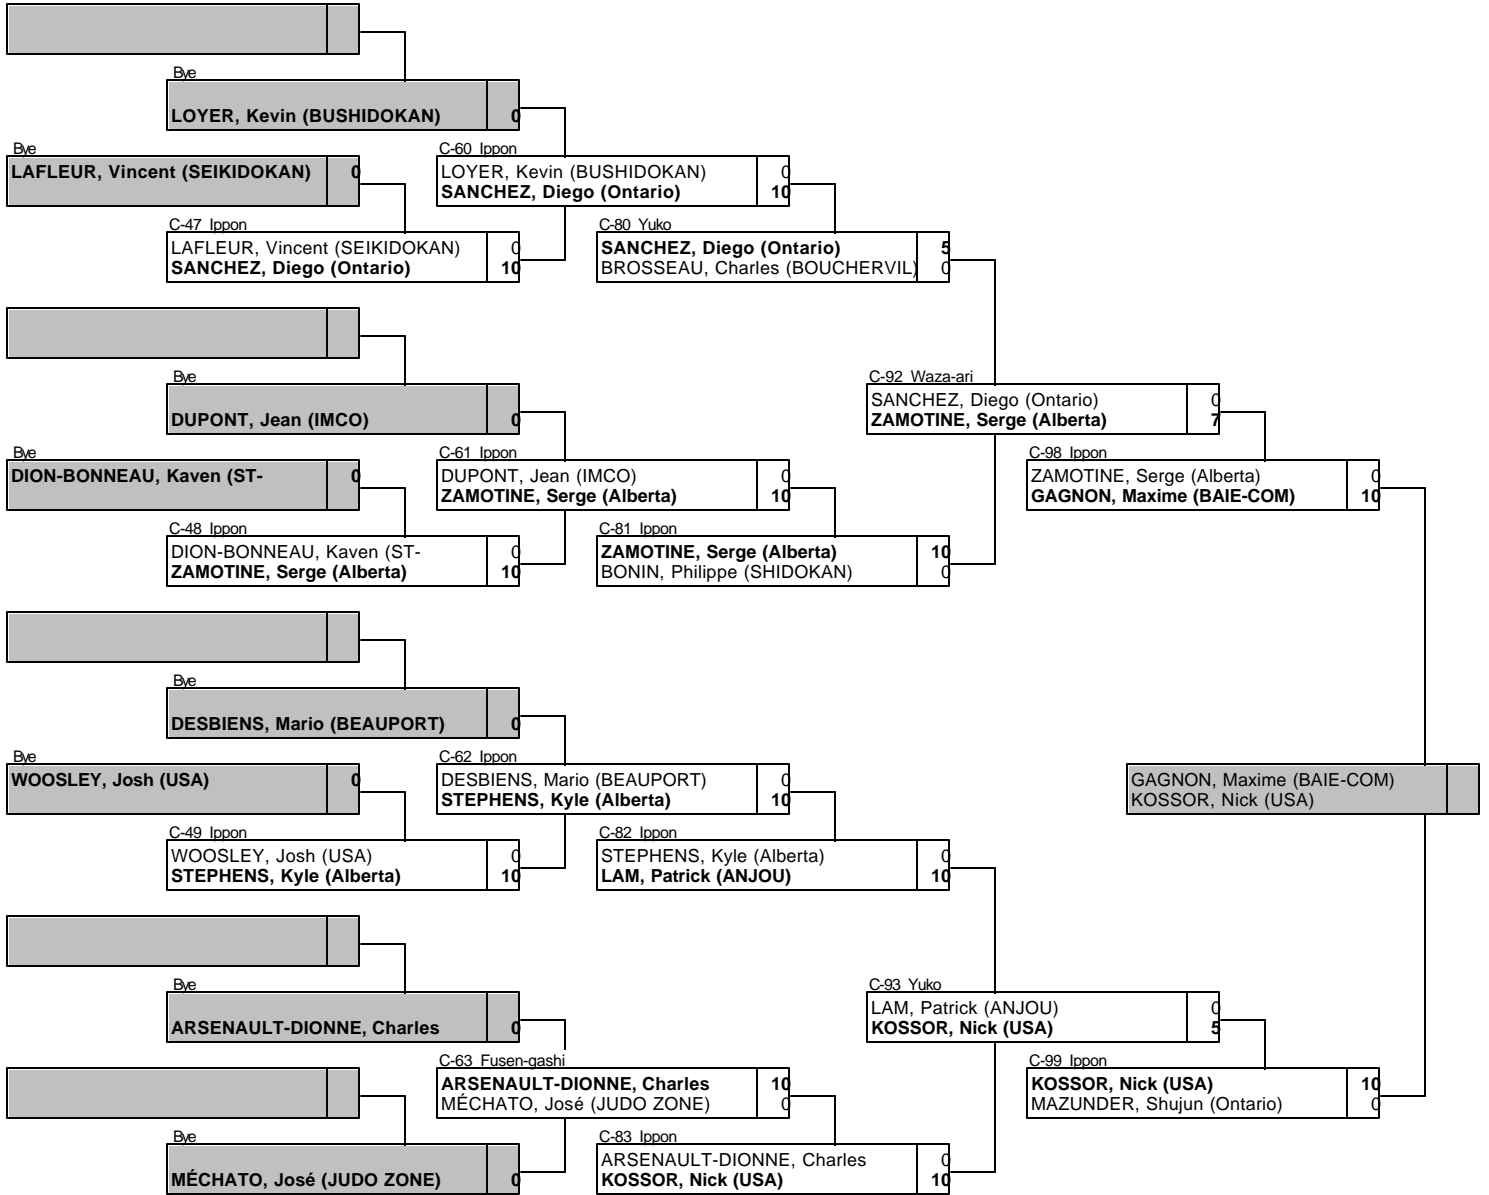 Bye
LOYER, Kevin (BUSHIDOKAN) 0
Bye
LAFLEUR, Vincent (SEIKIDOKAN) 0
C-60 Ippon
LOYER, Kevin (BUSHIDOKAN) 0
SANCHEZ, Diego (Ontario) 10
C-47 Ippon
LAFLEUR, Vincent (SEIKIDOKAN) 0
SANCHEZ, Diego (Ontario) 10
C-80 Yuko
SANCHEZ, Diego (Ontario) 5
BROSSEAU, Charles (BOUCHERVIL) 0
Bye
DUPONT, Jean (IMCO) 0
C-92 Waza-ari
SANCHEZ, Diego (Ontario) 0
ZAMOTINE, Serge (Alberta) 7
Bye
DION-BONNEAU, Kaven (ST- 0
C-61 Ippon
DUPONT, Jean (IMCO) 0
ZAMOTINE, Serge (Alberta) 10
C-98 Ippon
ZAMOTINE, Serge (Alberta) 0
GAGNON, Maxime (BAIE-COM) 10
C-48 Ippon
DION-BONNEAU, Kaven (ST- 0
ZAMOTINE, Serge (Alberta) 10
C-81 Ippon
ZAMOTINE, Serge (Alberta) 10
BONIN, Philippe (SHIDOKAN) 0
Bye
DESBIENS, Mario (BEAUPORT) 0
Bye
WOOSLEY, Josh (USA) 0
C-62 Ippon
DESBIENS, Mario (BEAUPORT) 0
STEPHENS, Kyle (Alberta) 10
GAGNON, Maxime (BAIE-COM)
KOSSOR, Nick (USA)
C-49 Ippon
WOOSLEY, Josh (USA) 0
STEPHENS, Kyle (Alberta) 10
C-82 Ippon
STEPHENS, Kyle (Alberta) 0
LAM, Patrick (ANJOU) 10
Bye
ARSENAULT-DIONNE, Charles 0
C-93 Yuko
LAM, Patrick (ANJOU) 0
KOSSOR, Nick (USA) 5
C-63 Fusen-gashi
ARSENAULT-DIONNE, Charles 10
MÉCHATO, José (JUDO ZONE) 0
C-99 Ippon
KOSSOR, Nick (USA) 10
MAZUNDER, Shujun (Ontario) 0
Bye
MÉCHATO, José (JUDO ZONE) 0
C-83 Ippon
ARSENAULT-DIONNE, Charles 0
KOSSOR, Nick (USA) 10